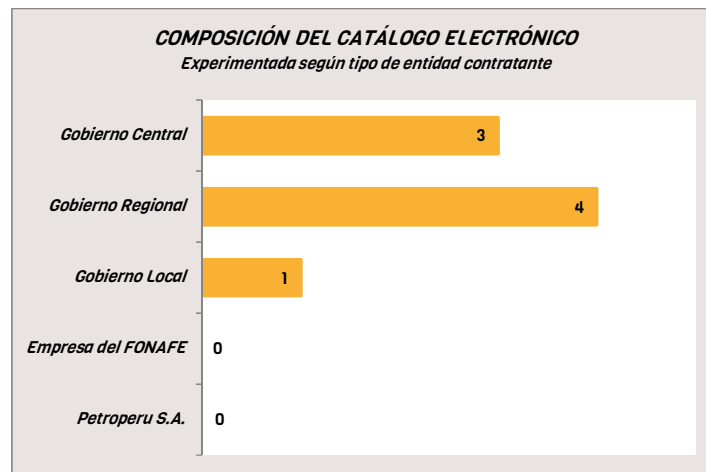 COMPOSICIÓN DEL CATÁLOGO ELECTRÓNICO
Experimentada según tipo de entidad contratante
Gobierno Central 3
Gobierno Regional 4
Gobierno Local 1
Empresa del FONAFE 0
Petroperu S.A. 0